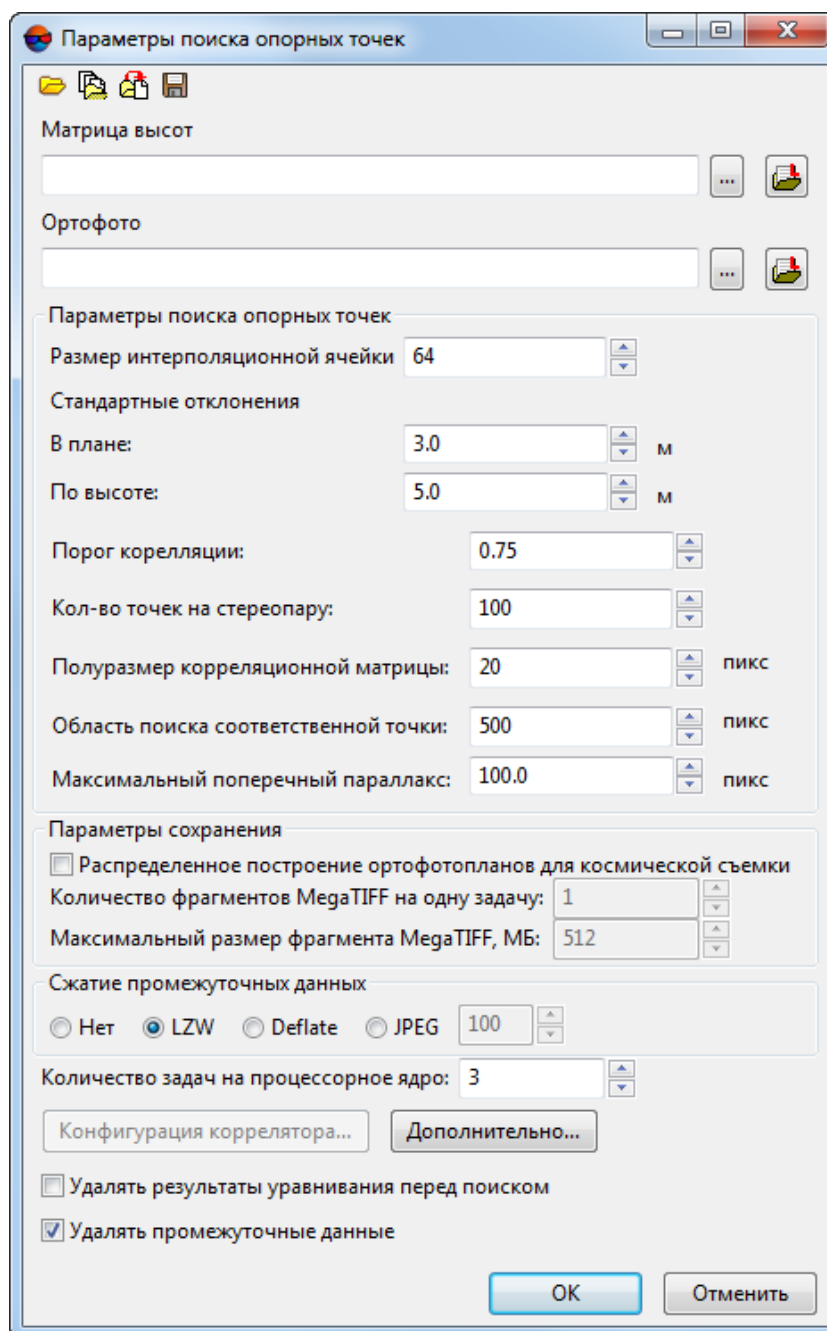 Параметры поиска опорных точек
Матрица высот
...
Ортофото
...
Параметры поиска опорных точек
Размер интерполяционной ячейки 64
Стандартные отклонения
В плане: 3.0 м
По высоте: 5.0 м
Порог корелляции: 0.75
Кол-во точек на стереопару: 100
Полуразмер корреляционной матрицы: 20 пикс
Область поиска соответственной точки: 500 пикс
Максимальный поперечный параллакс: 100.0 пикс
Параметры сохранения
Распределенное построение ортофотопланов для космической съемки
Количество фрагментов MegaTIFF на одну задачу: 1
Максимальный размер фрагмента MegaTIFF, МБ: 512
Сжатие промежуточных данных
Нет LZW Deflate JPEG 100
Количество задач на процессорное ядро: 3
Конфигурация коррелятора... Дополнительно...
Удалять результаты уравнивания перед поиском
Удалять промежуточные данные
ОК Отменить